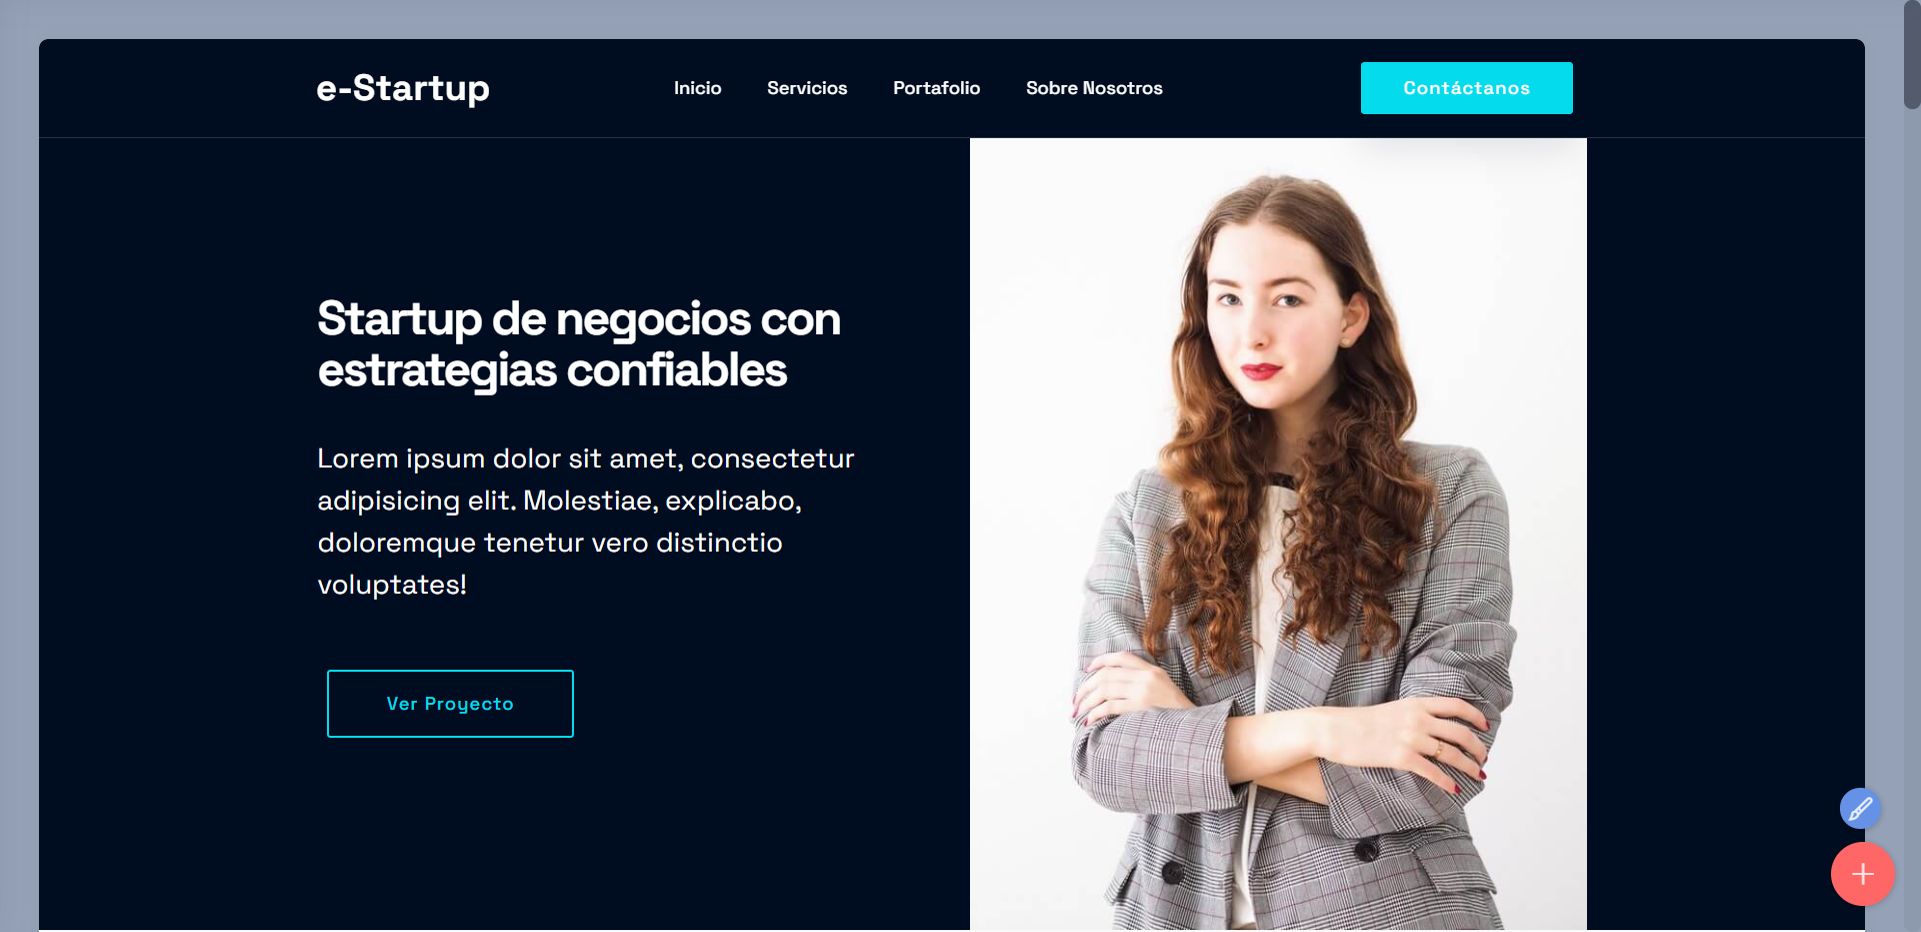 e-Startup
Inicio
Servicios
Portafolio
Sobre Nosotros
Contáctanos
Startup de negocios con
estrategias confiables
Lorem ipsum dolor sit amet, consectetur
adipisicing elit. Molestiae, explicabo,
doloremque tenetur vero distinctio
voluptates!
Ver Proyecto